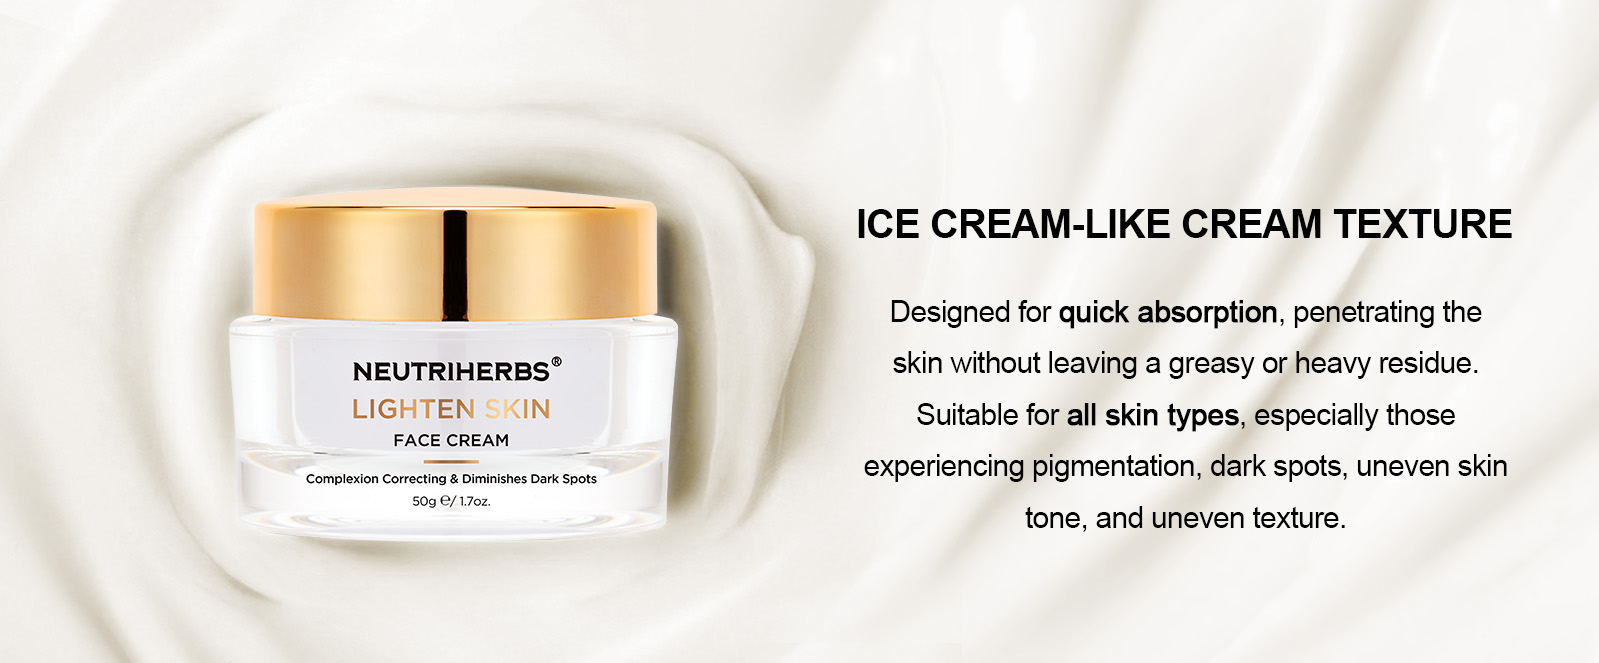 NEUTRIHERBS®
LIGHTEN SKIN
FACE CREAM
Complexion Correcting & Diminishes Dark Spots
50g ℮/ 1.7oz.
ICE CREAM-LIKE CREAM TEXTURE
Designed for quick absorption, penetrating the
skin without leaving a greasy or heavy residue.
Suitable for all skin types, especially those
experiencing pigmentation, dark spots, uneven skin
tone, and uneven texture.